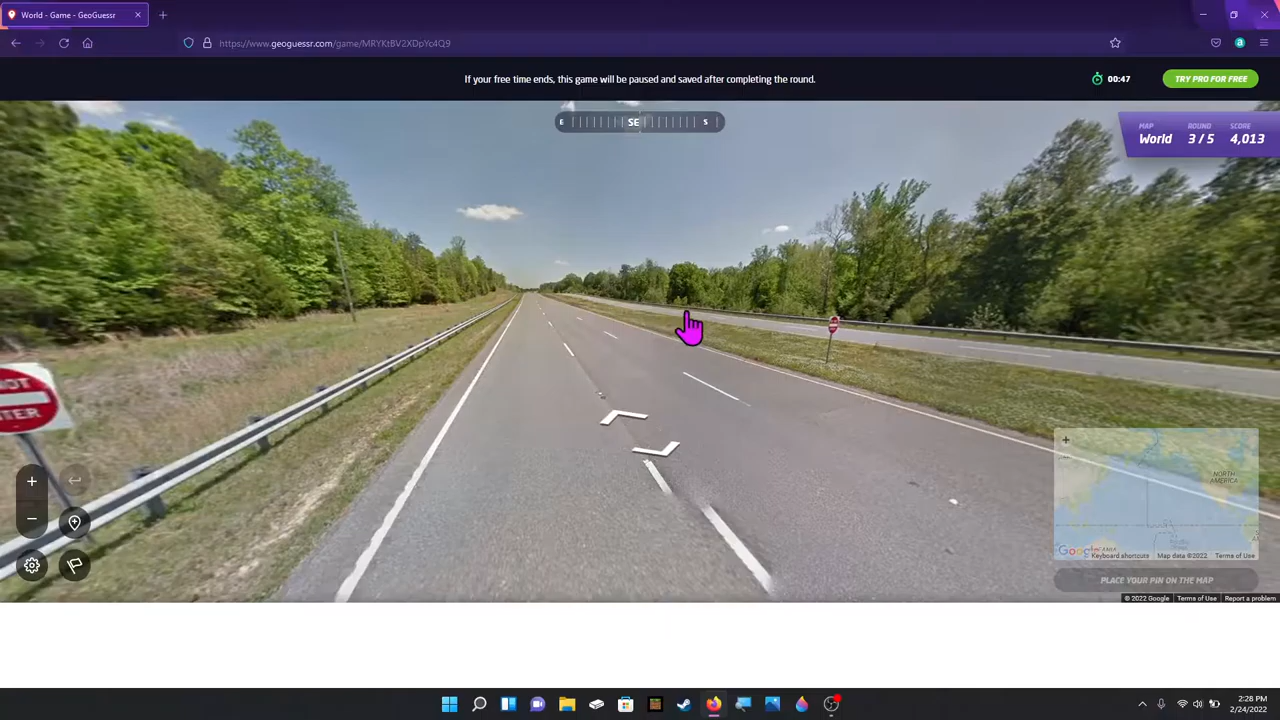 World - Game - GeoGuessr
https://www.geoguessr.com/game/MRYKtBV2XDpYo4Q9
If your free time ends, this game will be paused and saved after completing the round.
00:47
TRY PRO FOR FREE
E
SE
S
MAP
World
ROUND
3 / 5
SCORE
4,013
NOT
ENTER
NORTH
AMERICA
Google
Keyboard shortcuts
Map data ©2022
Terms of Use
PLACE YOUR PIN ON THE MAP
© 2022 Google
Terms of Use
Report a problem
2:28 PM
2/24/2022